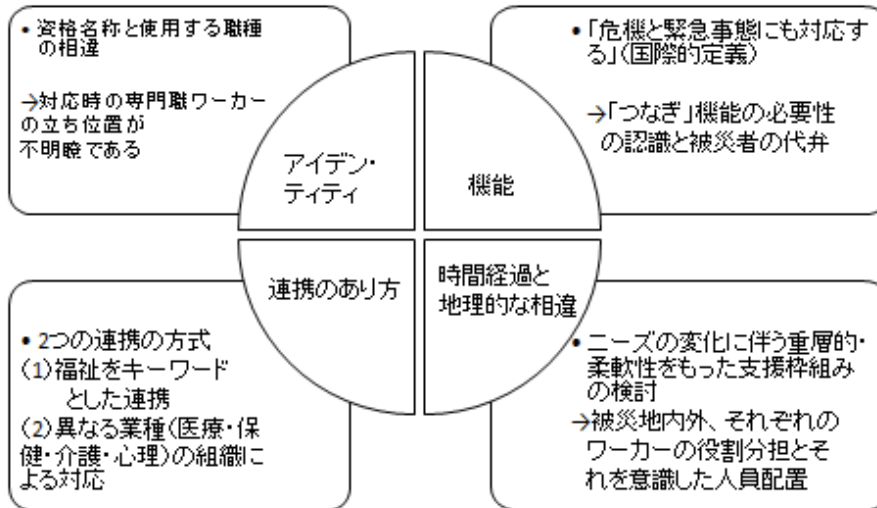 • 資格名称と使用する職種
の相違
→対応時の専門職ワーカー
の立ち位置が
不明瞭である
アイデン・
ティティ
• 「危機と緊急事態にも対応す
る」(国際的定義)
→「つなぎ」機能の必要性
の認識と被災者の代弁
機能
• 2つの連携の方式
(1)福祉をキーワード
とした連携
(2)異なる業種(医療・保
健・介護・心理)の組織に
よる対応
連携のあり方
時間経過と
地理的な相違
• ニーズの変化に伴う重層的・
柔軟性をもった支援枠組み
の検討
→被災地内外、それぞれの
ワーカーの役割分担とそ
れを意識した人員配置